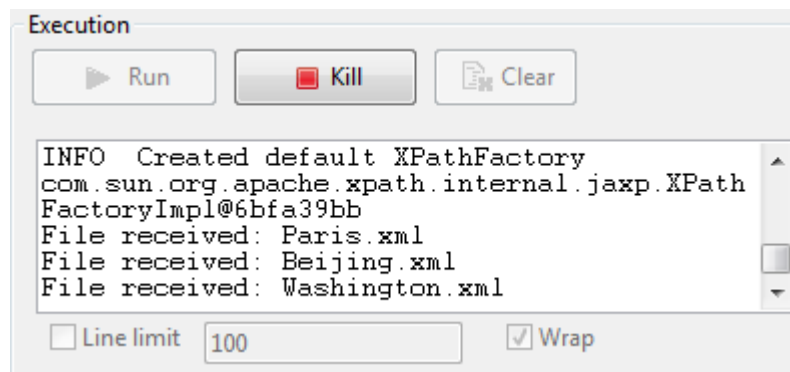 Execution
Run Kill Clear
INFO  Created default XPathFactory
com.sun.org.apache.xpath.internal.jaxp.XPath
FactoryImpl@6bfa39bb
File received: Paris.xml
File received: Beijing.xml
File received: Washington.xml
Line limit 100 Wrap